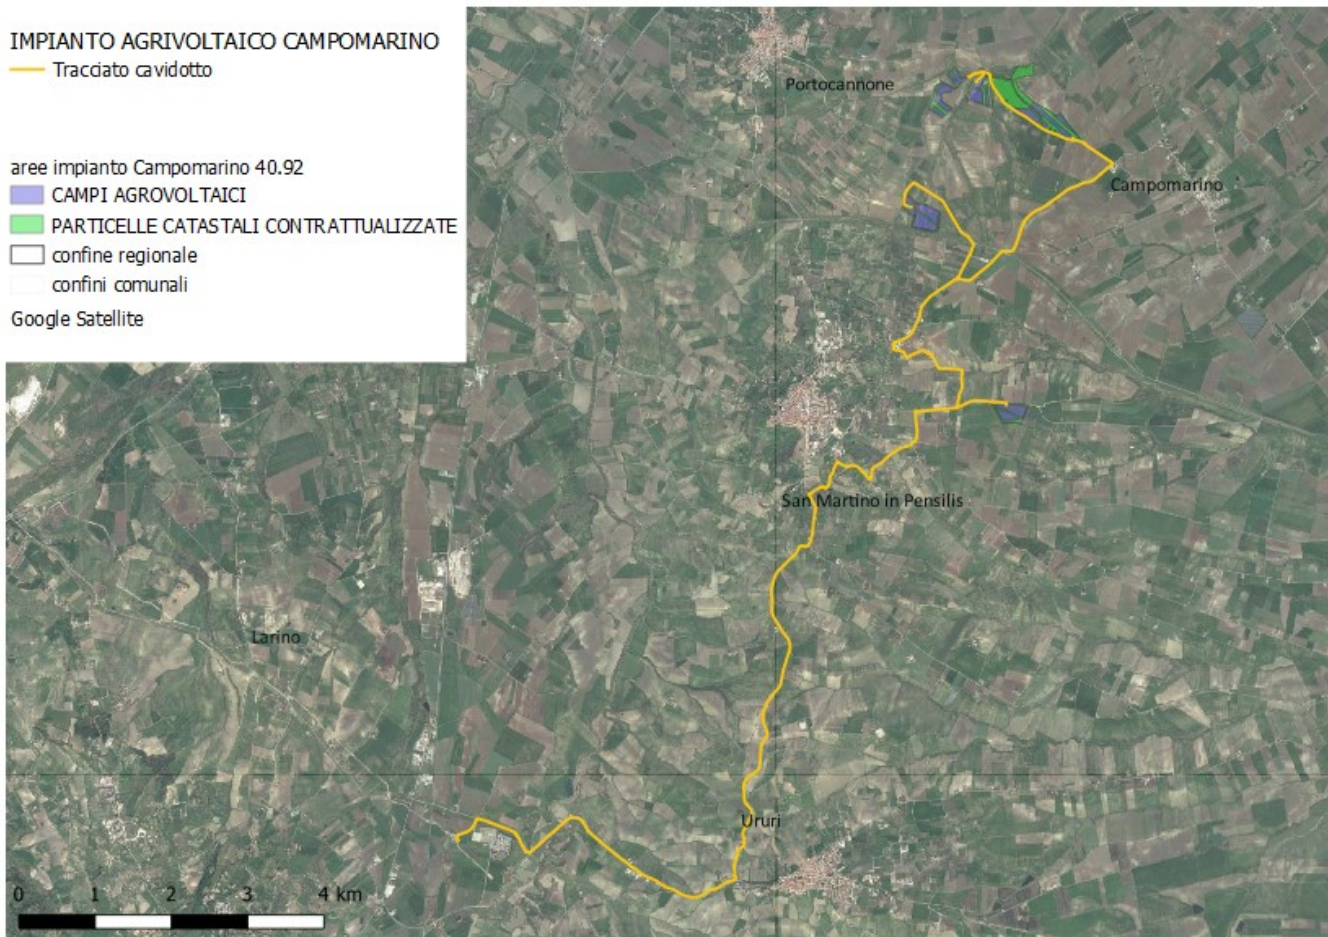 IMPIANTO AGRIVOLTAICO CAMPOMARINO
Tracciato cavidotto
aree impianto Campomarino 40.92
CAMPI AGROVOLTAICI
PARTICELLE CATASTALI CONTRATTUALIZZATE
confine regionale
confini comunali
Google Satellite
Portocannone
Campomarino
San Martino in Pensilis
Larino
Ururi
0 1 2 3 4 km